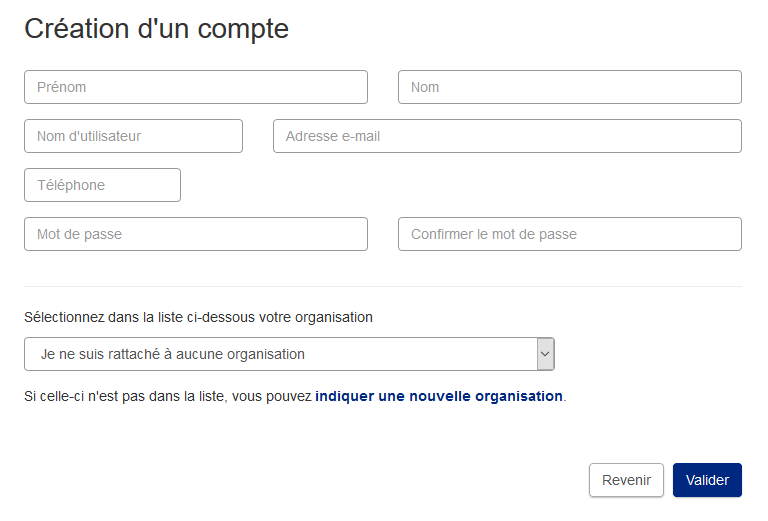 Création d'un compte
Prénom
Nom
Nom d'utilisateur
Adresse e-mail
Téléphone
Mot de passe
Confirmer le mot de passe
Sélectionnez dans la liste ci-dessous votre organisation
Je ne suis rattaché à aucune organisation
Si celle-ci n'est pas dans la liste, vous pouvez indiquer une nouvelle organisation.
Revenir
Valider